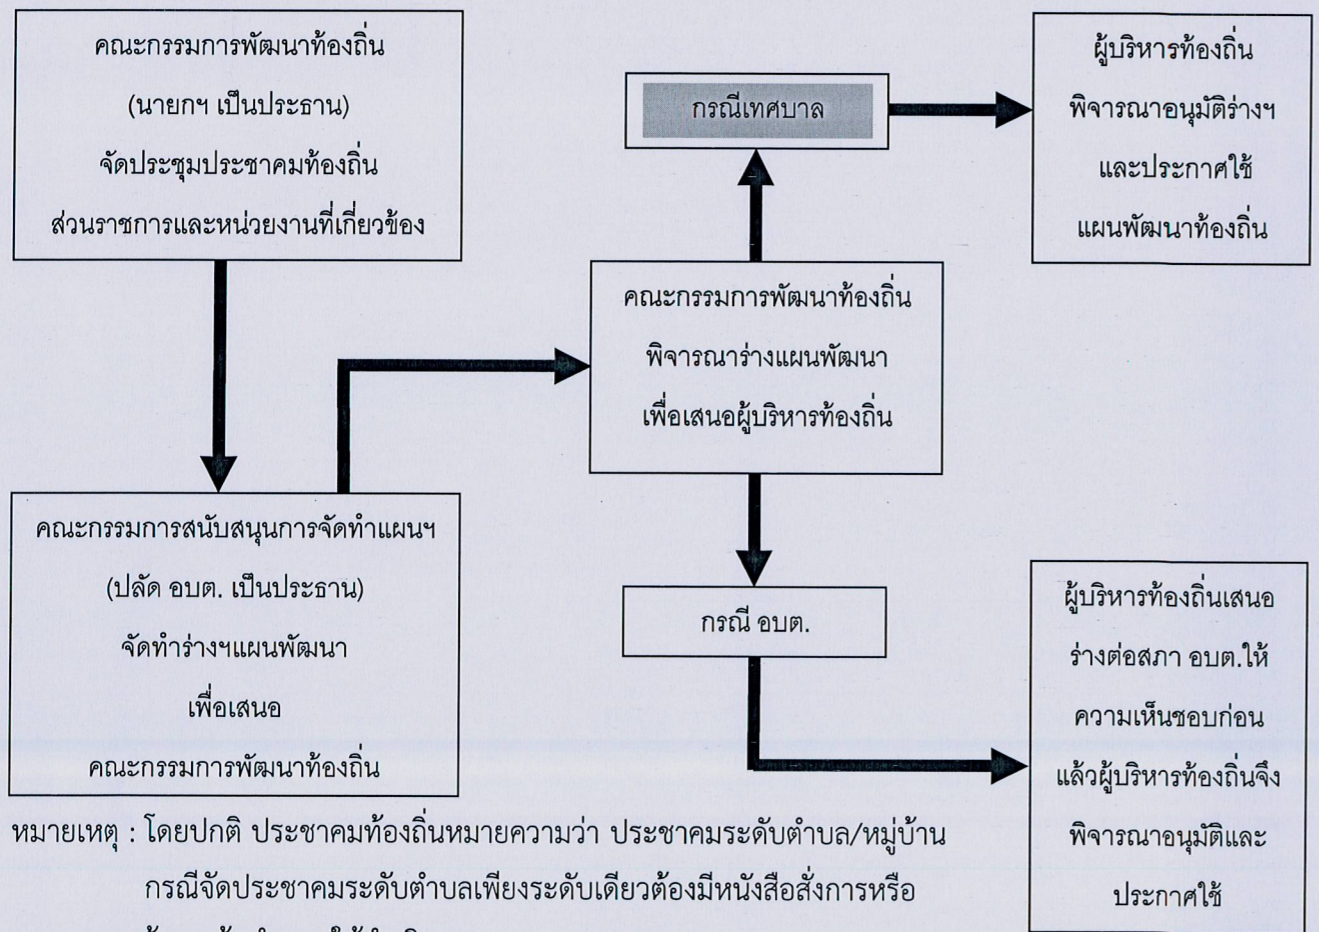 คณะกรรมการพัฒนาท้องถิ่น
(นายกฯ เป็นประธาน)
จัดประชุมประชาคมท้องถิ่น
ส่วนราชการและหน่วยงานที่เกี่ยวข้อง
คณะกรรมการสนับสนุนการจัดทำแผนฯ
(ปลัด อบต. เป็นประธาน)
จัดทำร่างฯแผนพัฒนา
เพื่อเสนอ
คณะกรรมการพัฒนาท้องถิ่น
คณะกรรมการพัฒนาท้องถิ่น
พิจารณาร่างแผนพัฒนา
เพื่อเสนอผู้บริหารท้องถิ่น
กรณีเทศบาล
ผู้บริหารท้องถิ่น
พิจารณาอนุมัติร่างฯ
และประกาศใช้
แผนพัฒนาท้องถิ่น
กรณี อบต.
ผู้บริหารท้องถิ่นเสนอ
ร่างต่อสภา อบต.ให้
ความเห็นชอบก่อน
แล้วผู้บริหารท้องถิ่นจึง
พิจารณาอนุมัติและ
ประกาศใช้
หมายเหตุ : โดยปกติ ประชาคมท้องถิ่นหมายความว่า ประชาคมระดับตำบล/หมู่บ้าน
กรณีจัดประชาคมระดับตำบลเพียงระดับเดียวต้องมีหนังสือสั่งการหรือ